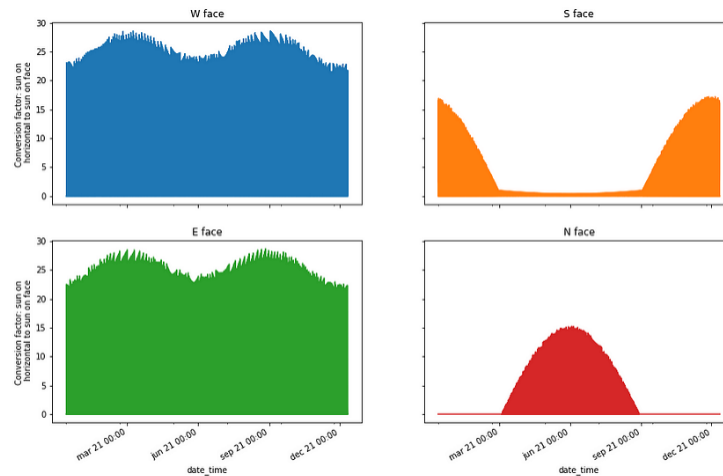 W face
S face
Conversion factor: sun on
horizontal to sun on face
30
25
20
15
10
5
0
E face
N face
Conversion factor: sun on
horizontal to sun on face
30
25
20
15
10
5
0
mar 21 00:00
jun 21 00:00
sep 21 00:00
dec 21 00:00
mar 21 00:00
jun 21 00:00
sep 21 00:00
dec 21 00:00
date_time
date_time